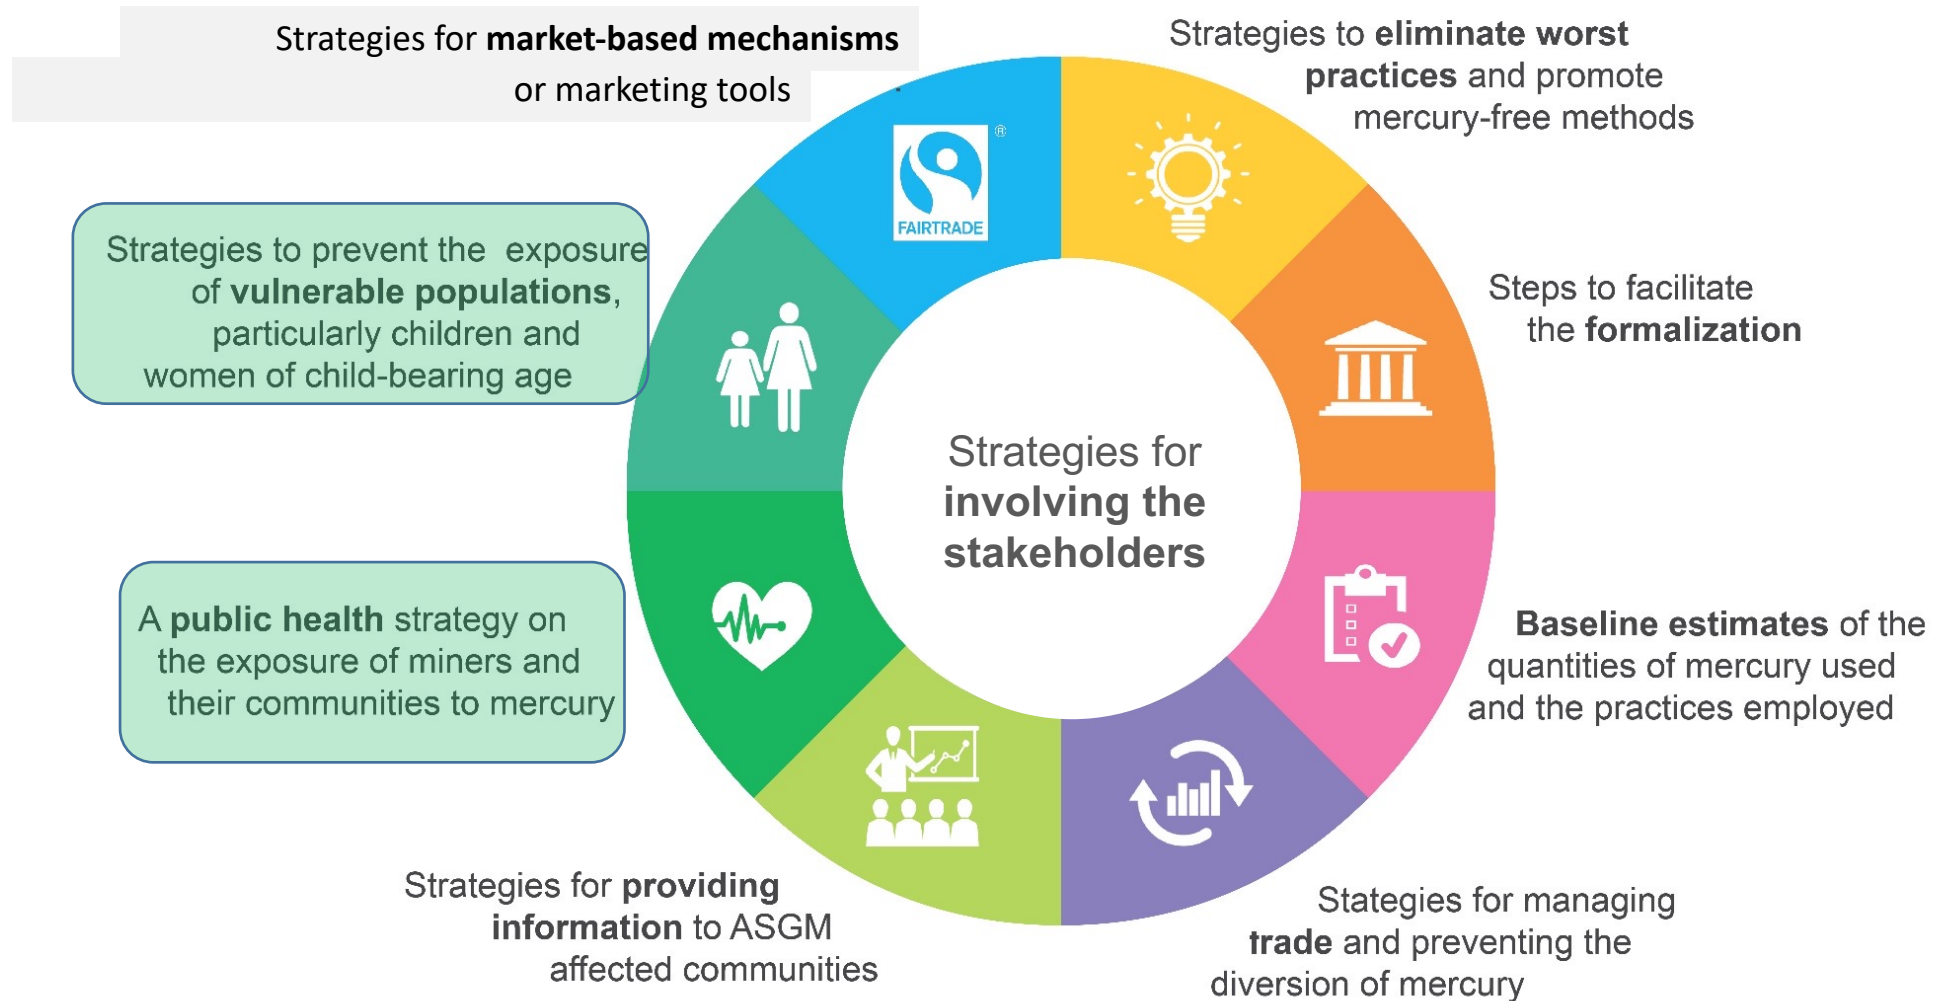 Strategies for market-based mechanisms
or marketing tools
Strategies to eliminate worst
practices and promote
mercury-free methods
®
FAIRTRADE
Strategies to prevent the exposure
of vulnerable populations,
particularly children and
women of child-bearing age
Steps to facilitate
the formalization
Strategies for
involving the
stakeholders
A public health strategy on
the exposure of miners and
their communities to mercury
Baseline estimates of the
quantities of mercury used
and the practices employed
Strategies for providing
information to ASGM
affected communities
Stategies for managing
trade and preventing the
diversion of mercury